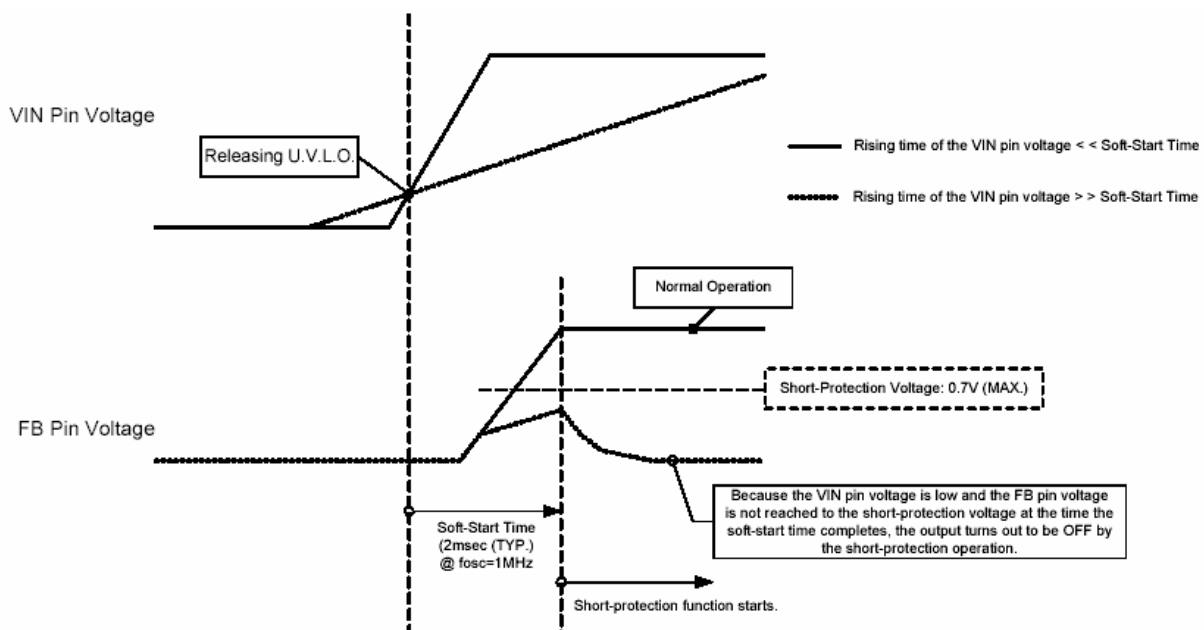 VIN Pin Voltage
Releasing U.V.L.O.
Rising time of the VIN pin voltage < < Soft-Start Time
Rising time of the VIN pin voltage > > Soft-Start Time
Normal Operation
Short-Protection Voltage: 0.7V (MAX.)
FB Pin Voltage
Because the VIN pin voltage is low and the FB pin voltage
is not reached to the short-protection voltage at the time the
soft-start time completes, the output turns out to be OFF by
the short-protection operation.
Soft-Start Time
(2msec (TYP.)
@ fosc=1MHz
Short-protection function starts.